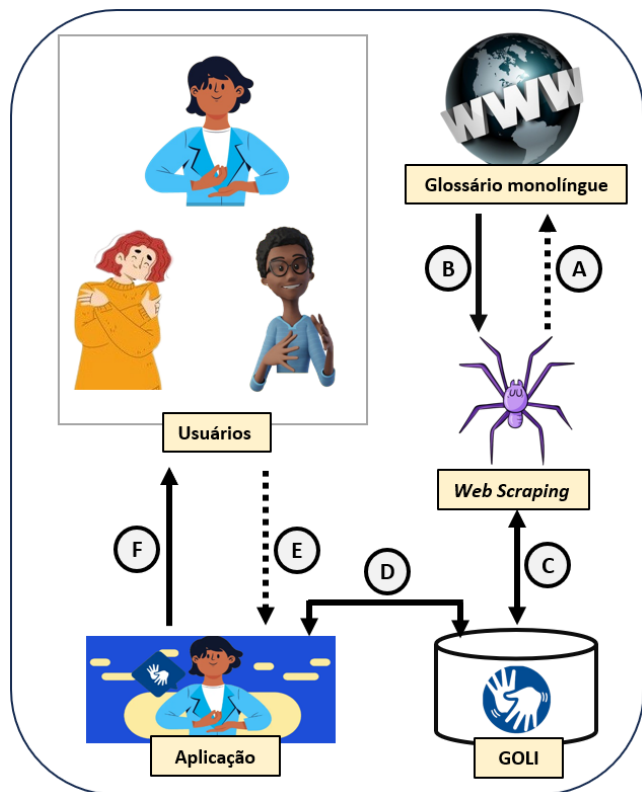 WWW
Glossário monolíngue
B
A
Usuários
Web Scraping
F
E
D
C
Aplicação
GOLI